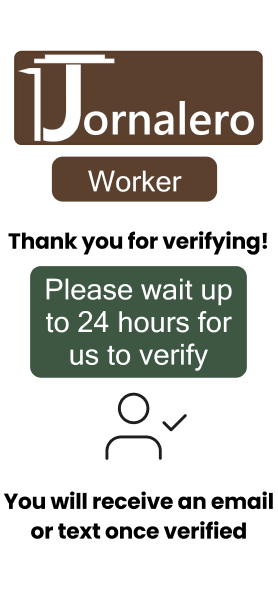 Jornalero
Worker
Thank you for verifying!
Please wait up
to 24 hours for
us to verify
You will receive an email
or text once verified